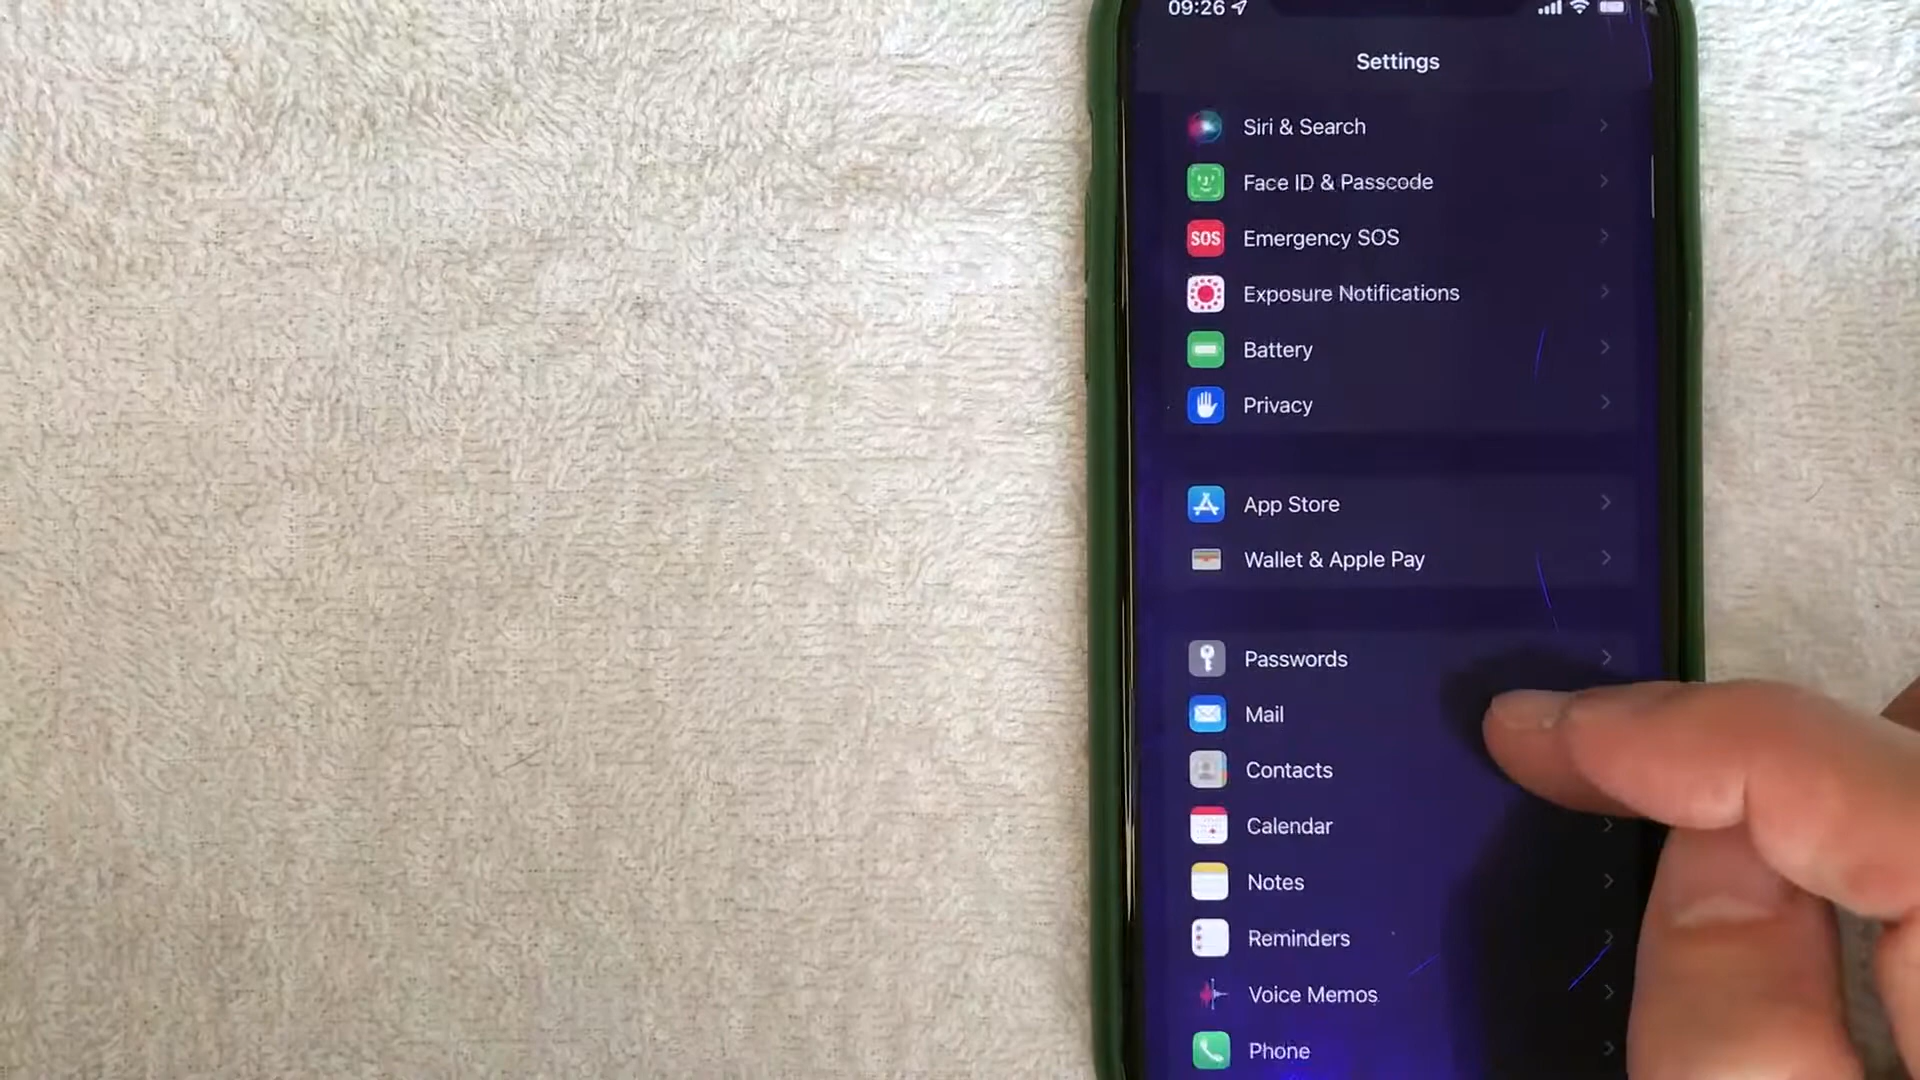 09:26
Settings
Siri & Search
Face ID & Passcode
SOS Emergency SOS
Exposure Notifications
Battery
Privacy
App Store
Wallet & Apple Pay
Passwords
Mail
Contacts
Calendar
Notes
Reminders
Voice Memos
Phone